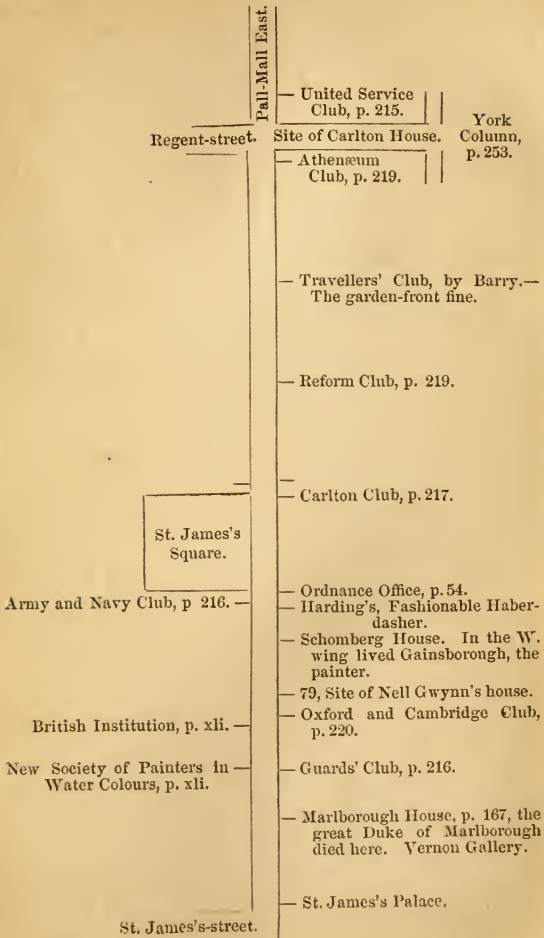 Pall-Mall East.
United Service
Club, p. 215.
York
Column,
p. 253.
Regent-street.
Site of Carlton House.
Athenæum
Club, p. 219.
Travellers' Club, by Barry.—
The garden-front fine.
Reform Club, p. 219.
Carlton Club, p. 217.
St. James's
Square.
Ordnance Office, p. 54.
Army and Navy Club, p 216.
Harding's, Fashionable Haber-
dasher.
Schomberg House. In the W.
wing lived Gainsborough, the
painter.
79, Site of Nell Gwynn's house.
Oxford and Cambridge Club,
p. 220.
British Institution, p. xli.
New Society of Painters in
Water Colours, p. xli.
Guards' Club, p. 216.
Marlborough House, p. 167, the
great Duke of Marlborough
died here. Vernon Gallery.
St. James's Palace.
St. James's-street.